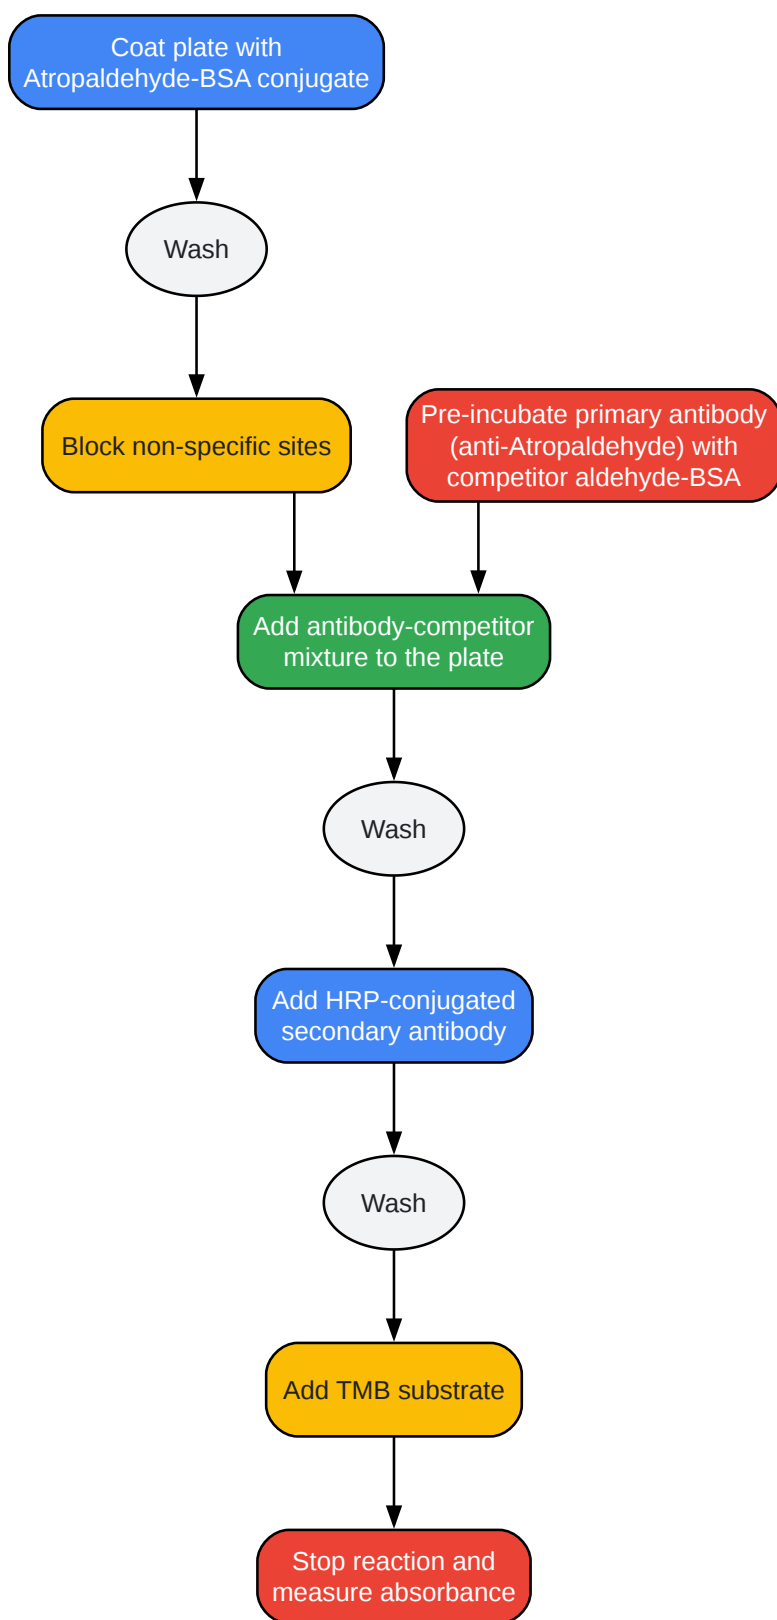 Coat plate with
Atropaldehyde-BSA conjugate
Wash
Block non-specific sites
Pre-incubate primary antibody
(anti-Atropaldehyde) with
competitor aldehyde-BSA
Add antibody-competitor
mixture to the plate
Wash
Add HRP-conjugated
secondary antibody
Wash
Add TMB substrate
Stop reaction and
measure absorbance